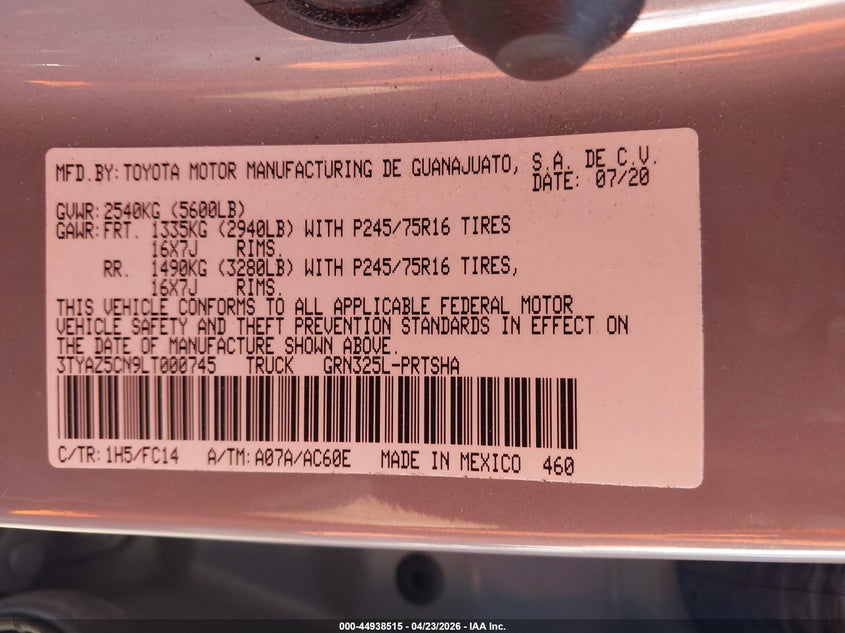 MFD.BY:TOYOTA MOTOR MANUFACTURING DE GUANAJUATO, S.A. DE C.V.
DATE: 07/20
GVWR:2540KG (5600LB)
GAWR:FRT. 1335KG (2940LB) WITH P245/75R16 TIRES
16X7J RIMS.
RR. 1490KG (3280LB) WITH P245/75R16 TIRES,
16X7J RIMS.
THIS VEHICLE CONFORMS TO ALL APPLICABLE FEDERAL MOTOR
VEHICLE SAFETY AND THEFT PREVENTION STANDARDS IN EFFECT ON
THE DATE OF MANUFACTURE SHOWN ABOVE.
3TYAZ5CN9LT000745 TRUCK GRN325L-PRTSHA
C/TR:1H5/FC14 A/TM:A07A/AC60E MADE IN MEXICO 460
000-44938515 - 04/23/2026 - IAA Inc.